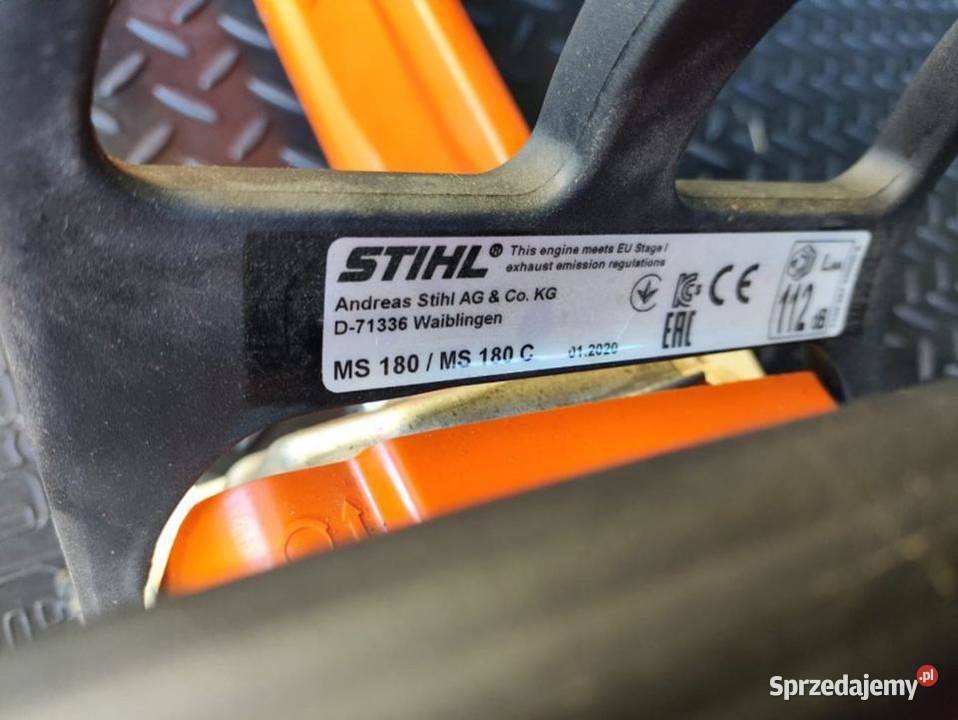 STIHL® This engine meets EU Stage I
exhaust emission regulations
Andreas Stihl AG & Co. KG
D-71336 Waiblingen
MS 180 / MS 180 C 01.2020
CE
EAC
112 dB
Sprzedajemy.pl